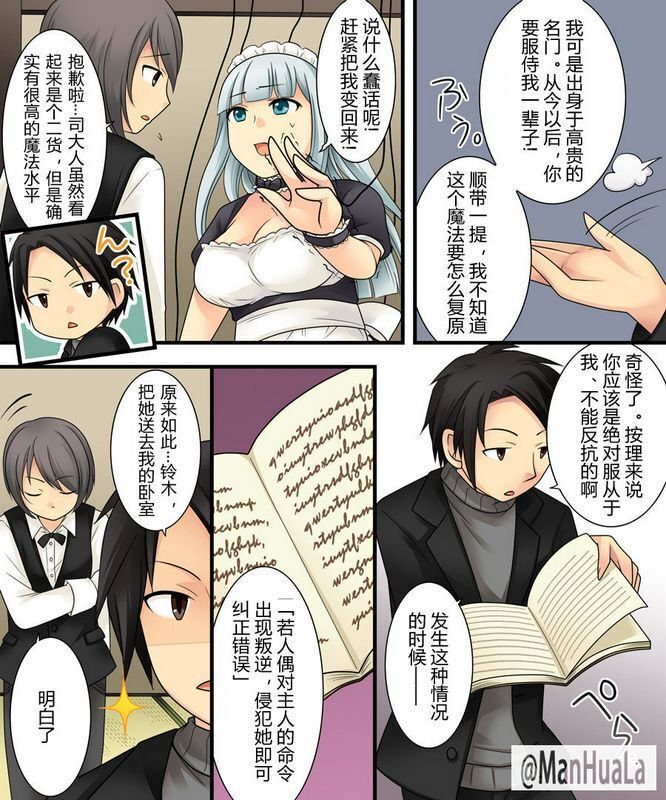 我可是出身于高贵的
名门。从今以后，你
要服侍我一辈子！
顺带一提，我不知道
这个魔法要怎么复原
ふぅ。
说什么蠢话呢！
赶紧把我变回来！
抱歉啦…司大人虽然看
起来是个二货，但是确
实有很高的魔法水平
ん？
奇怪了。按理来说
你应该是绝对服从于
我、不能反抗的啊
发生这种情况
的时候——
ぺら
「若人偶对主人的命令
出现叛逆，侵犯她即可
纠正错误」
原来如此…铃木，
把她送去我的卧室
明白了
@ManHuaLa